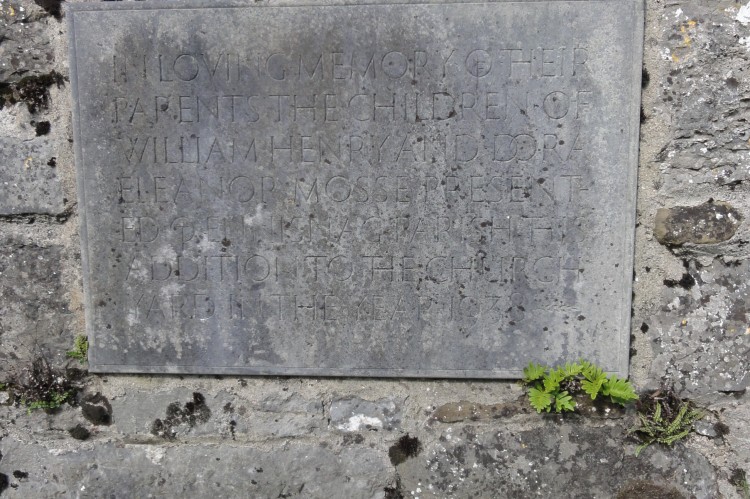 IN LOVING MEMORY OF THEIR
PARENTS THE CHILDREN OF
WILLIAM HENRY AND DORA
ELEANOR MOSSE PRESENT-
ED TO PARISH THIS
ADDITION TO THE CHURCH
YARD IN THE YEAR 1938